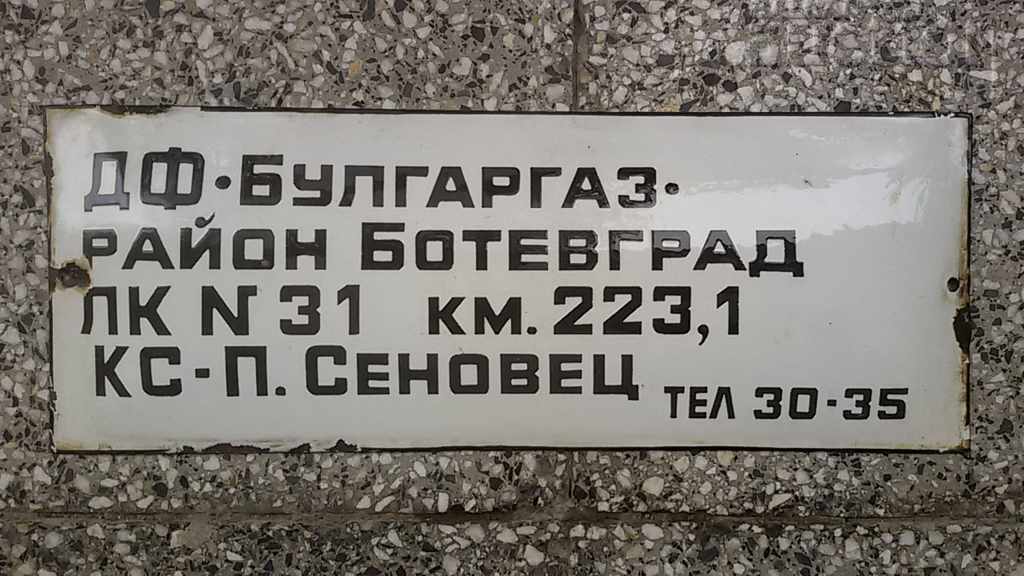 ДФ·БУЛГАРГАЗ·
РАЙОН БОТЕВГРАД
ЛК N 31 КМ. 223,1
КС-П. СЕНОВЕЦ
ТЕЛ 30-35